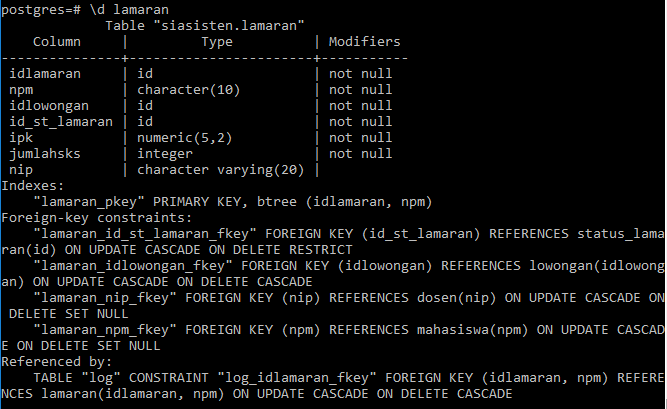 postgres=# \d lamaran
            Table "siasisten.lamaran"
    Column     |         Type          | Modifiers
---------------+-----------------------+-----------
 idlamaran     | id                    | not null
 npm           | character(10)         | not null
 idlowongan    | id                    | not null
 id_st_lamaran | id                    | not null
 ipk           | numeric(5,2)          | not null
 jumlahsks     | integer               | not null
 nip           | character varying(20) |
Indexes:
    "lamaran_pkey" PRIMARY KEY, btree (idlamaran, npm)
Foreign-key constraints:
    "lamaran_id_st_lamaran_fkey" FOREIGN KEY (id_st_lamaran) REFERENCES status_lama
ran(id) ON UPDATE CASCADE ON DELETE RESTRICT
    "lamaran_idlowongan_fkey" FOREIGN KEY (idlowongan) REFERENCES lowongan(idlowong
an) ON UPDATE CASCADE ON DELETE CASCADE
    "lamaran_nip_fkey" FOREIGN KEY (nip) REFERENCES dosen(nip) ON UPDATE CASCADE ON
 DELETE SET NULL
    "lamaran_npm_fkey" FOREIGN KEY (npm) REFERENCES mahasiswa(npm) ON UPDATE CASCAD
E ON DELETE SET NULL
Referenced by:
    TABLE "log" CONSTRAINT "log_idlamaran_fkey" FOREIGN KEY (idlamaran, npm) REFERE
NCES lamaran(idlamaran, npm) ON UPDATE CASCADE ON DELETE CASCADE